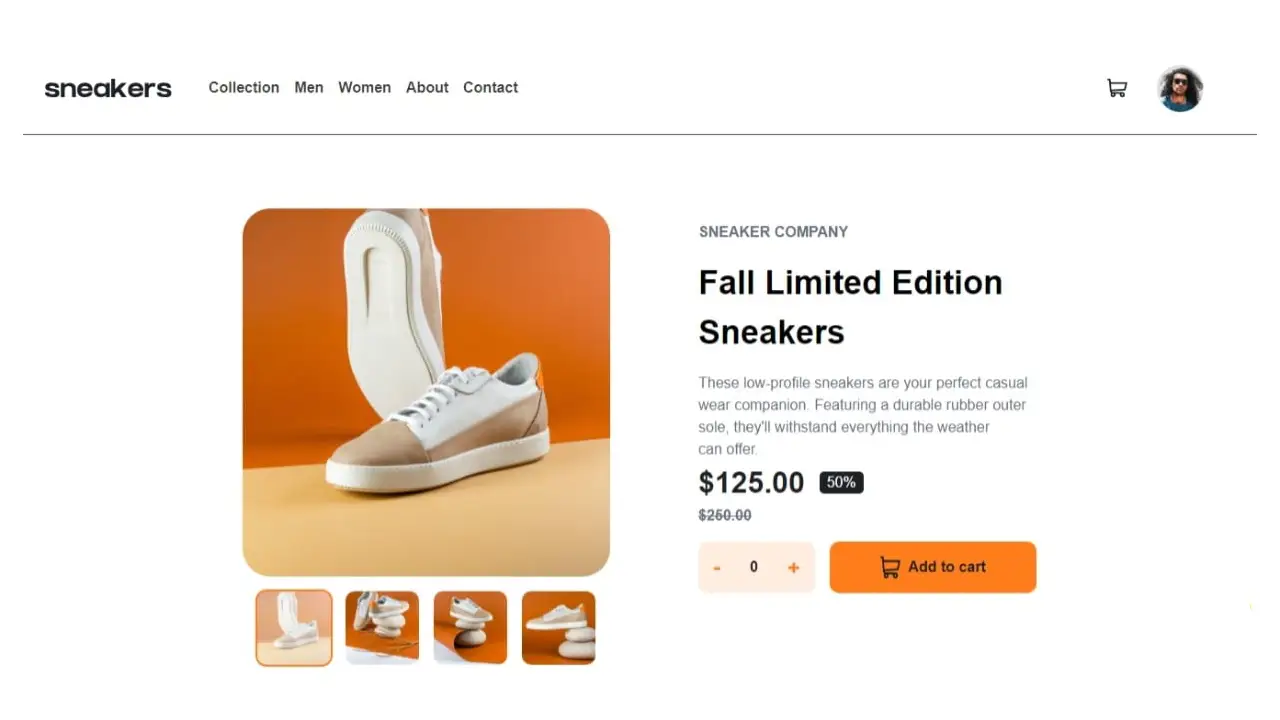 sneakers
Collection Men Women About Contact
SNEAKER COMPANY
Fall Limited Edition
Sneakers
These low-profile sneakers are your perfect casual
wear companion. Featuring a durable rubber outer
sole, they'll withstand everything the weather
can offer.
$125.00 50%
$250.00
- 0 + Add to cart